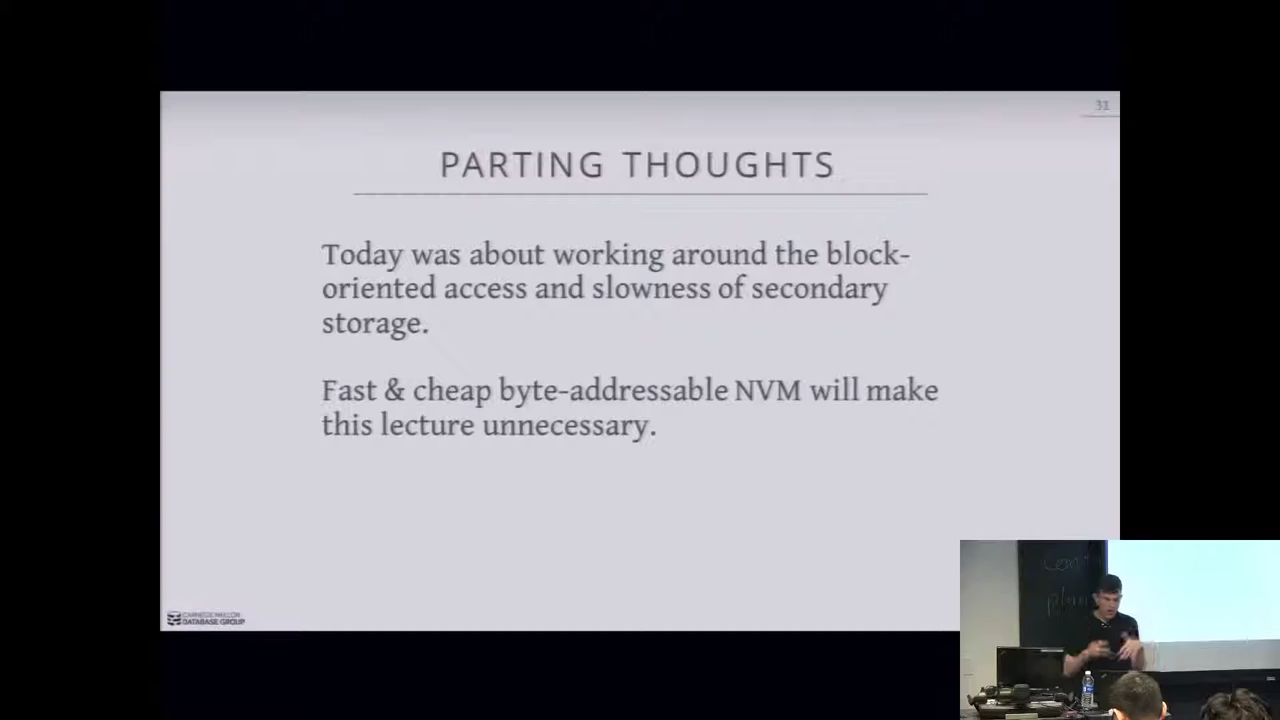 31
PARTING THOUGHTS
Today was about working around the block-
oriented access and slowness of secondary
storage.
Fast & cheap byte-addressable NVM will make
this lecture unnecessary.
CARNEGIE MELLON
DATABASE GROUP